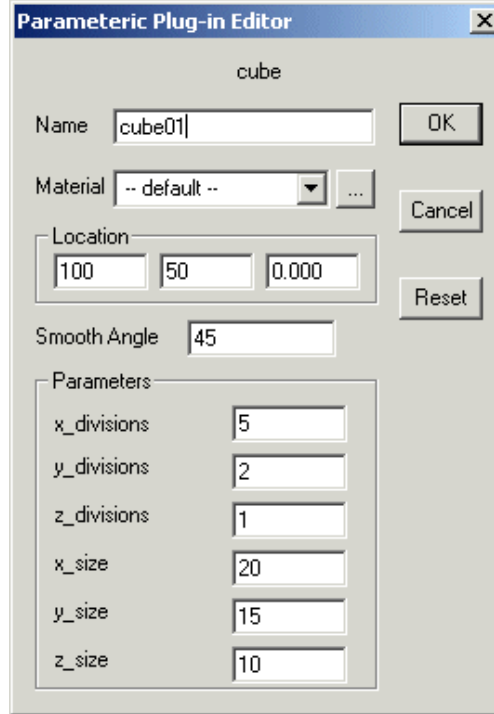 Parameteric Plug-in Editor
cube
Name cube01 OK
Material -- default -- ... Cancel
Location
100 50 0.000 Reset
Smooth Angle 45
Parameters
x_divisions 5
y_divisions 2
z_divisions 1
x_size 20
y_size 15
z_size 10